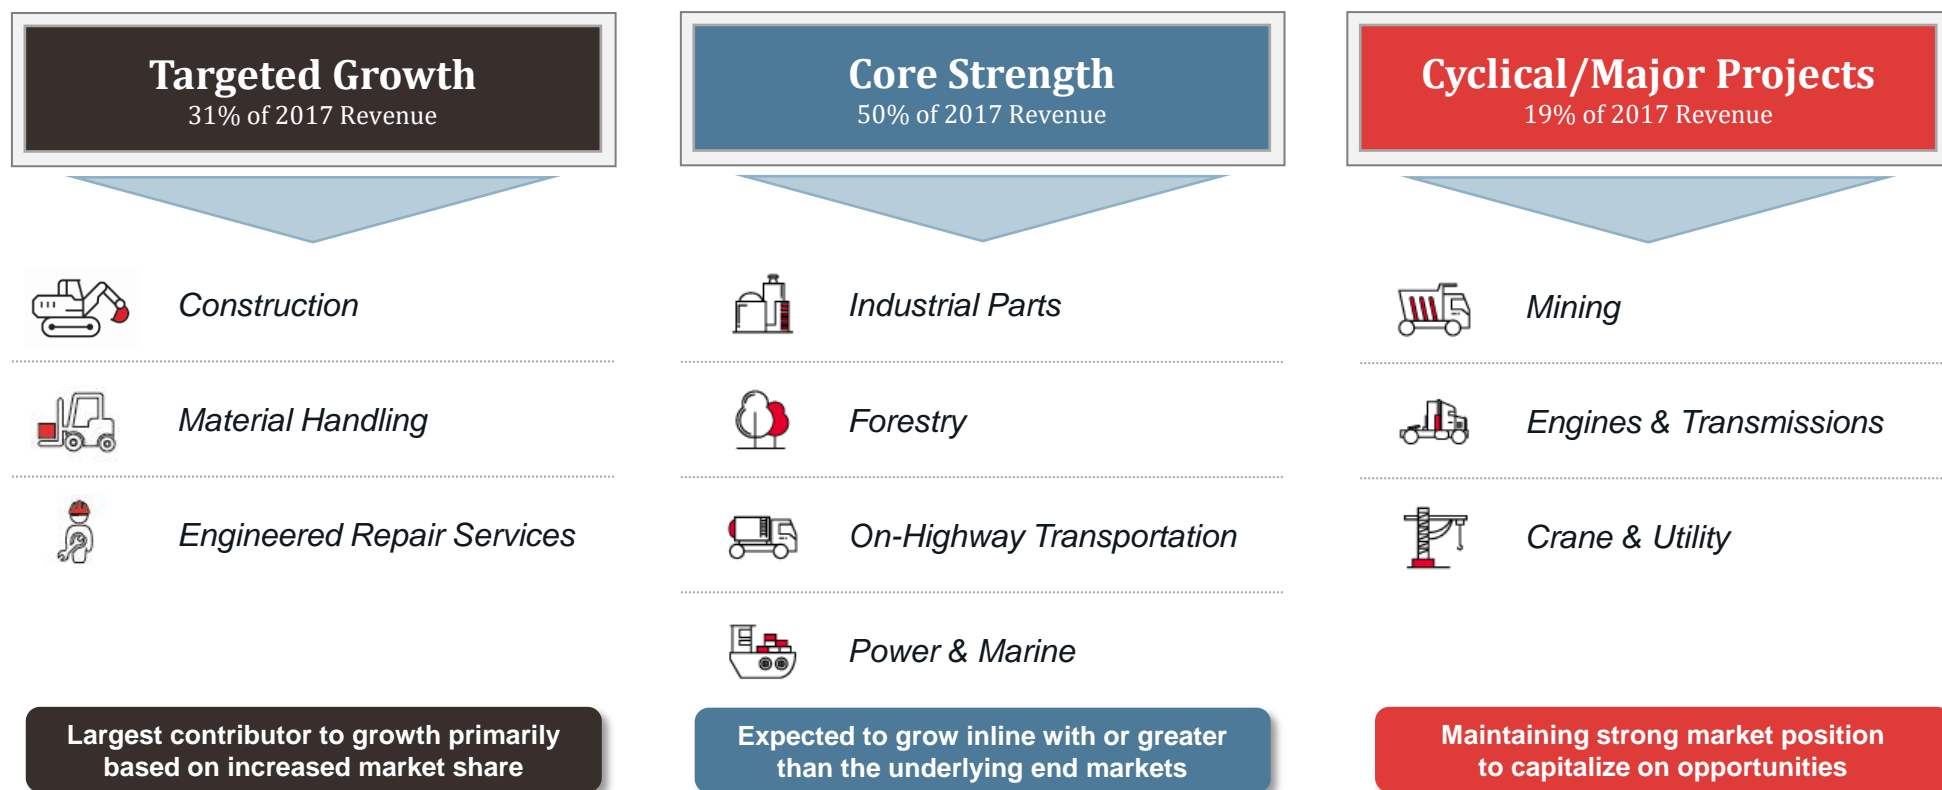 Targeted Growth
31% of 2017 Revenue
Construction
Material Handling
Engineered Repair Services
Largest contributor to growth primarily
based on increased market share
Core Strength
50% of 2017 Revenue
Industrial Parts
Forestry
On-Highway Transportation
Power & Marine
Expected to grow inline with or greater
than the underlying end markets
Cyclical/Major Projects
19% of 2017 Revenue
Mining
Engines & Transmissions
Crane & Utility
Maintaining strong market position
to capitalize on opportunities